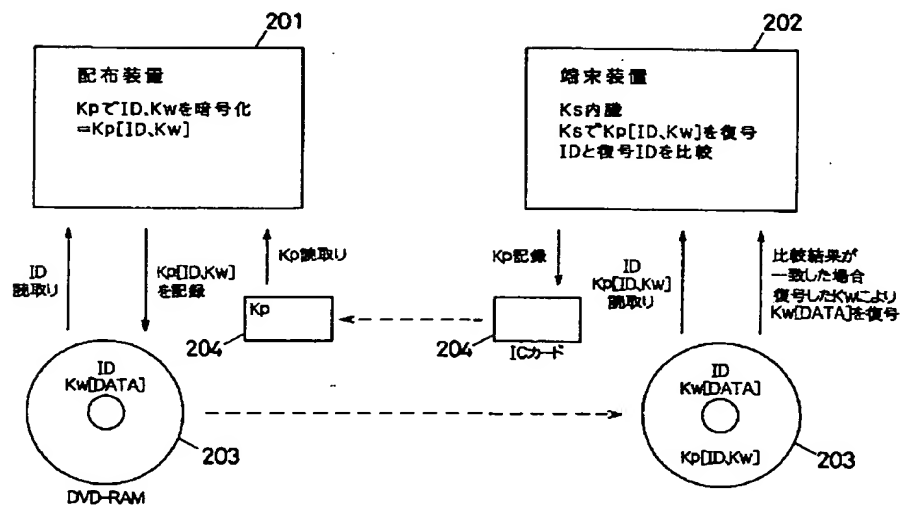 201
配布装置
KpでID、Kwを暗号化
=Kp[ID、Kw]
202
端末装置
Ks内臓
KsでKp[ID、Kw]を復号
IDと復号IDを比較
ID
読取り
Kp[ID、Kw]
を記録
Kp読取り
Kp
204
Kp記録
204
ICカード
ID
Kp[ID、Kw]
読取り
比較結果が
一致した場合
復号したKwにより
Kw[DATA]を復号
ID
Kw[DATA]
203
DVD-RAM
ID
Kw[DATA]
Kp[ID、Kw]
203